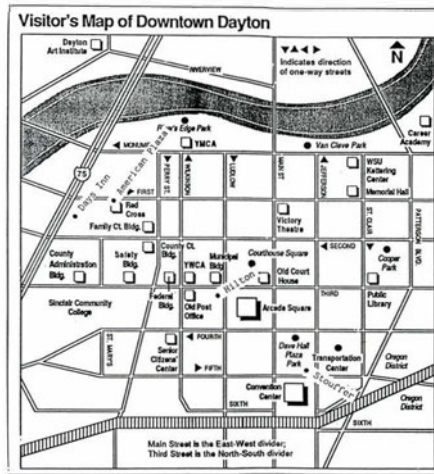 Visitor's Map of Downtown Dayton
Dayton
Art Institute
RIVERVIEW
Indicates direction
of one-way streets
N
Edge Park
YMCA
MONUMENT
Van Cleve Park
Career
Academy
75
Days Inn
American Plaza
PERRY ST.
WILKINSON
LUDLOW
MAIN ST.
JEFFERSON
WSU
Kettering
Center
Memorial Hall
FIRST
Red
Cross
Family Ct. Bldg.
Victory
Theatre
ST. CLAIR
PATTERSON BLVD.
County
Administration
Bldg.
Safety
Bldg.
County Ct.
Bldg.
YWCA
Municipal
Bldg.
Courthouse Square
SECOND
Cooper
Park
Old Court
House
Hilton
Federal
Bldg.
Old Post
Office
THIRD
Public
Library
Sinclair Community
College
Arcade Square
ST. MARY'S
FOURTH
Senior
Citizens'
Center
FIFTH
Dave Hall
Plaza
Park
Transportation
Center
Oregon
District
Stouffer
Convention
Center
SIXTH
Oregon
District
SIXTH
Main Street is the East-West divider;
Third Street is the North-South divider